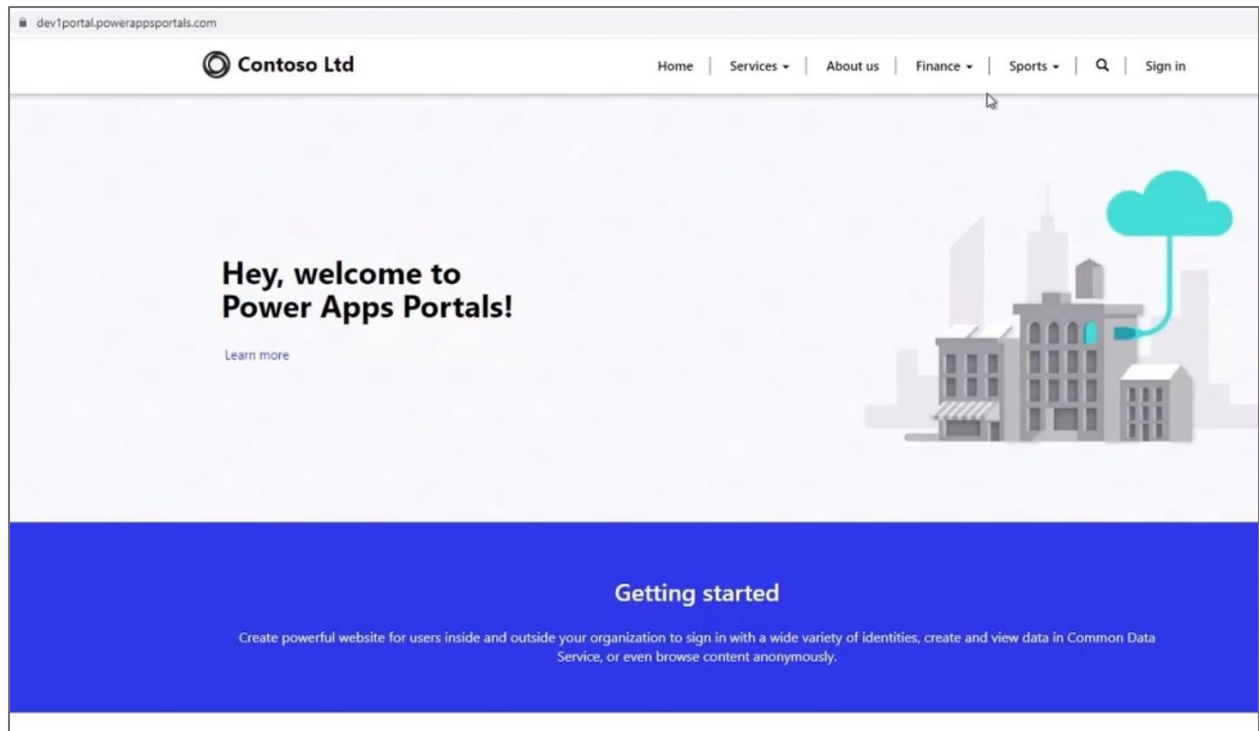 dev1portal.powerappsportals.com
Contoso Ltd
Home Services About us Finance Sports Sign in
Hey, welcome to
Power Apps Portals!
Learn more
Getting started
Create powerful website for users inside and outside your organization to sign in with a wide variety of identities, create and view data in Common Data
Service, or even browse content anonymously.